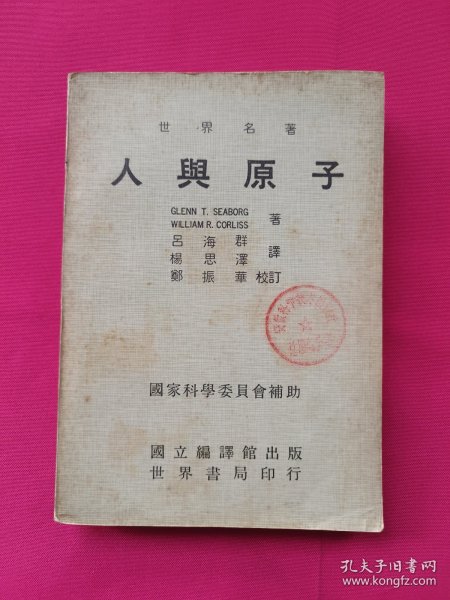 世界名著
人與原子
GLENN T. SEABORG
WILLIAM R. CORLISS
著
呂海群
楊思澤
譯
鄭振華校訂
國家科學委員會補助
國立編譯館出版
世界書局印行
孔夫子旧书网
www.kongfz.com